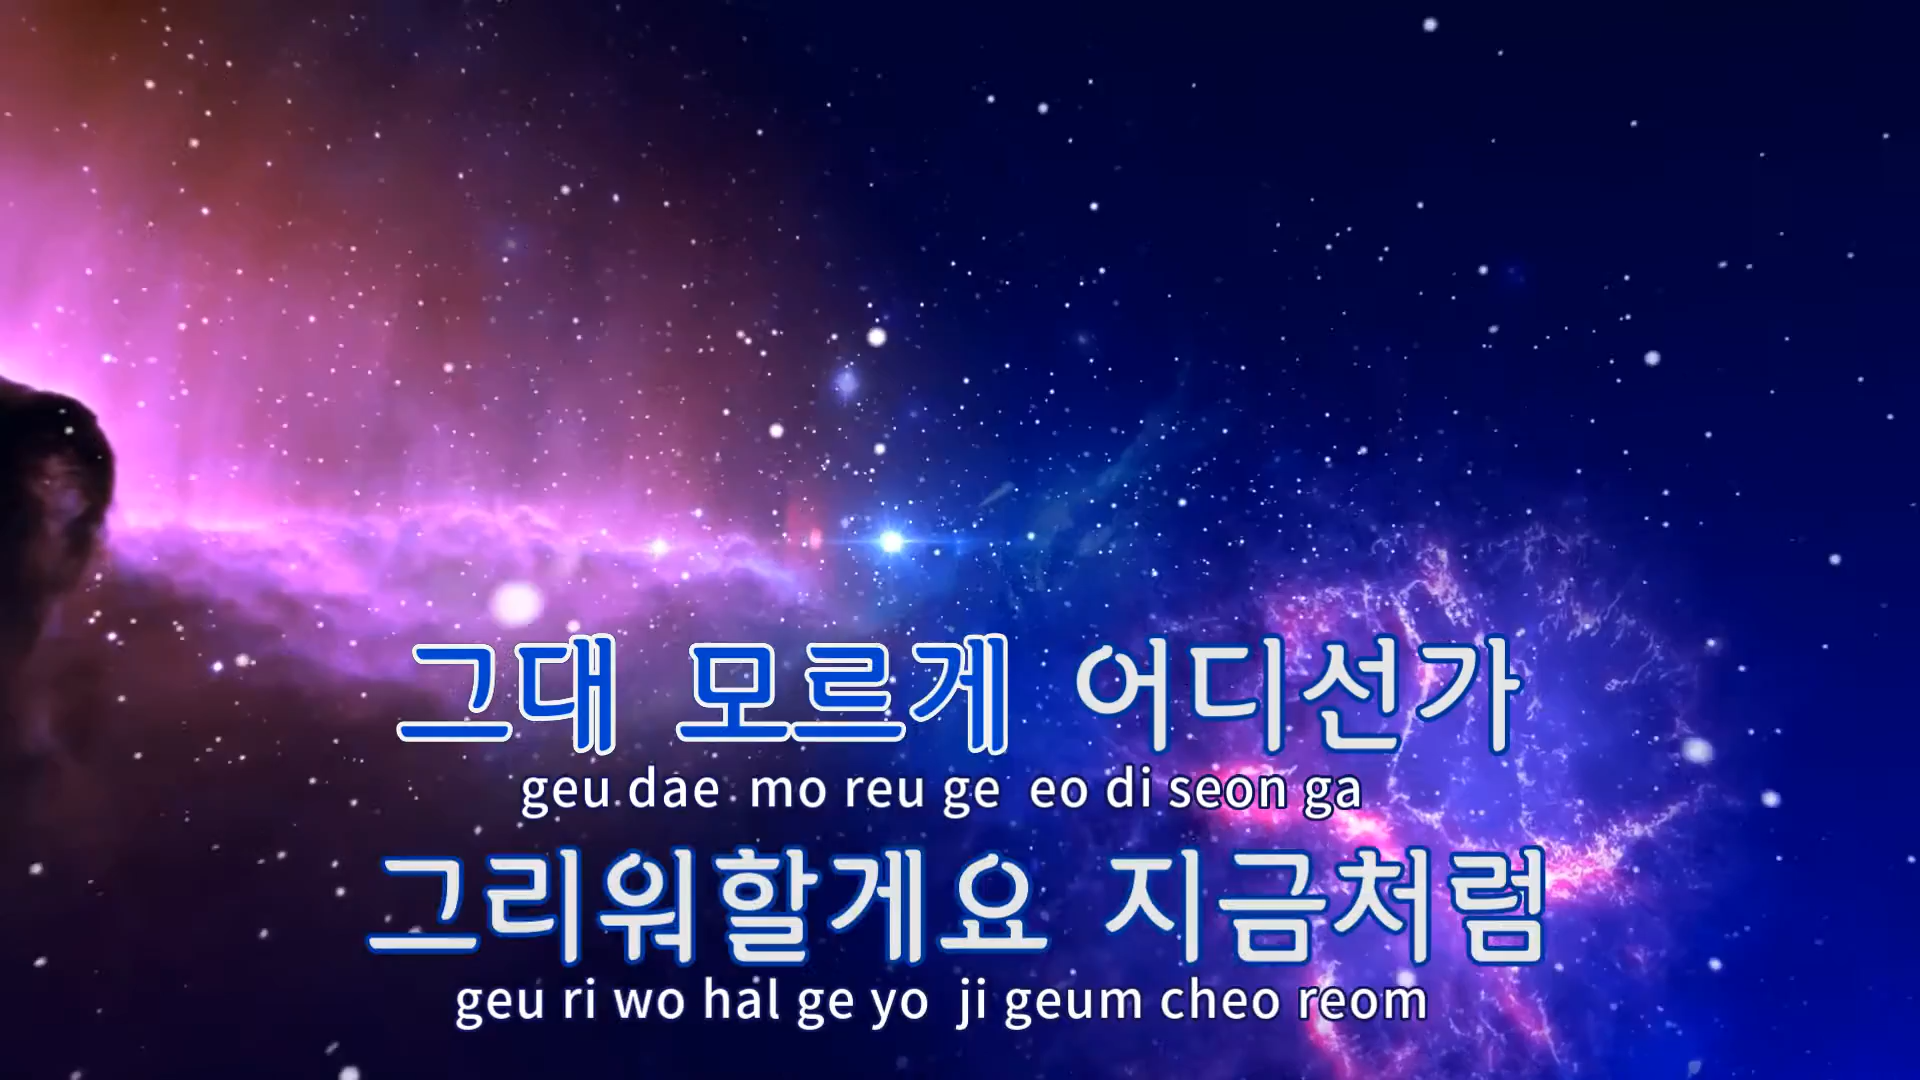 그대 모르게 어디선가
geu dae mo reu ge eo di seon ga
그리워할게요 지금처럼
geu ri wo hal ge yo ji geum cheo reom